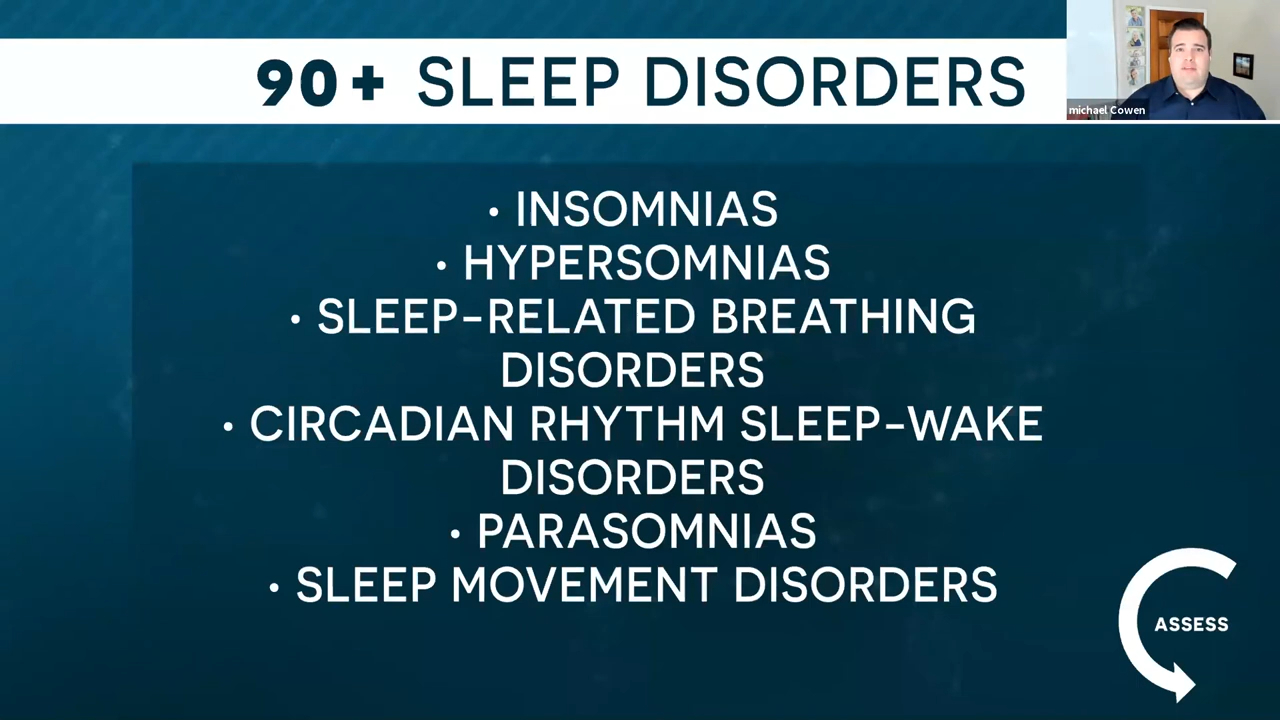 90+ SLEEP DISORDERS
michael Cowen
• INSOMNIAS
• HYPERSOMNIAS
• SLEEP-RELATED BREATHING
DISORDERS
• CIRCADIAN RHYTHM SLEEP-WAKE
DISORDERS
• PARASOMNIAS
• SLEEP MOVEMENT DISORDERS
ASSESS